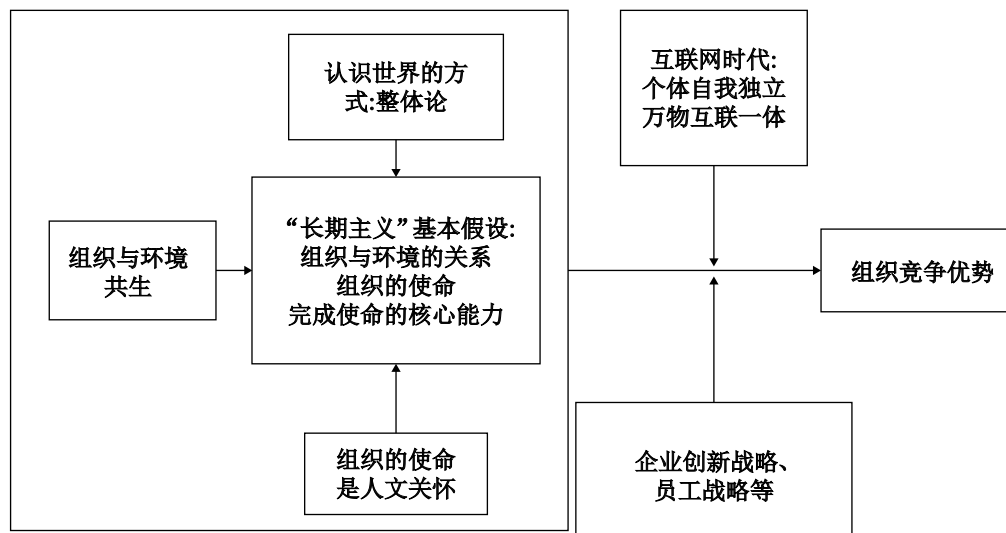 认识世界的方
式:整体论
互联网时代:
个体自我独立
万物互联一体
组织与环境
共生
“长期主义”基本假设:
组织与环境的关系
组织的使命
完成使命的核心能力
组织竞争优势
组织的使命
是人文关怀
企业创新战略、
员工战略等